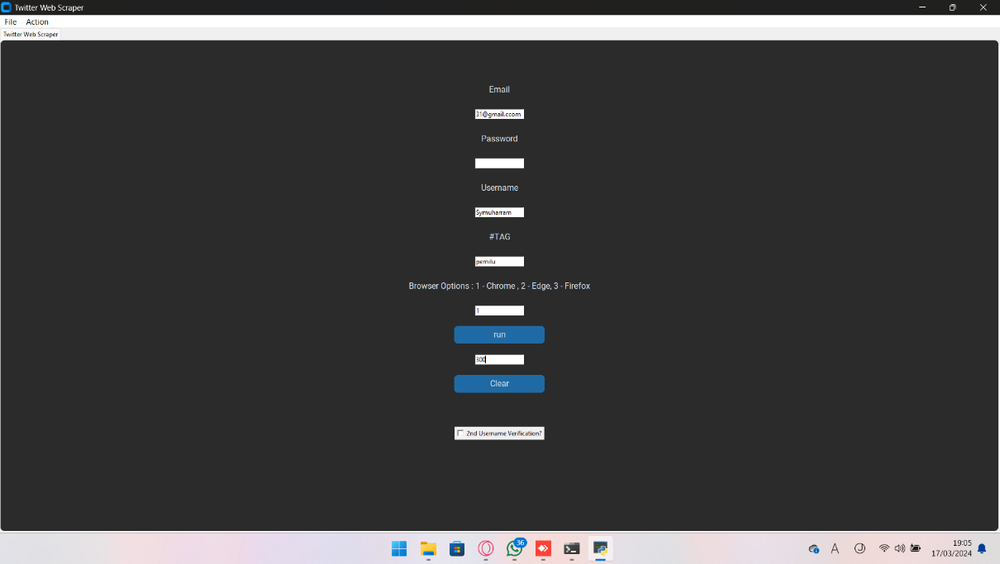 Twitter Web Scraper
File Action
Twitter Web Scraper
Email
31@gmail.ccom
Password
Username
Symuharram
#TAG
pemilu
Browser Options : 1 - Chrome , 2 - Edge, 3 - Firefox
1
run
300
Clear
2nd Username Verification?
36
A
19:05
17/03/2024